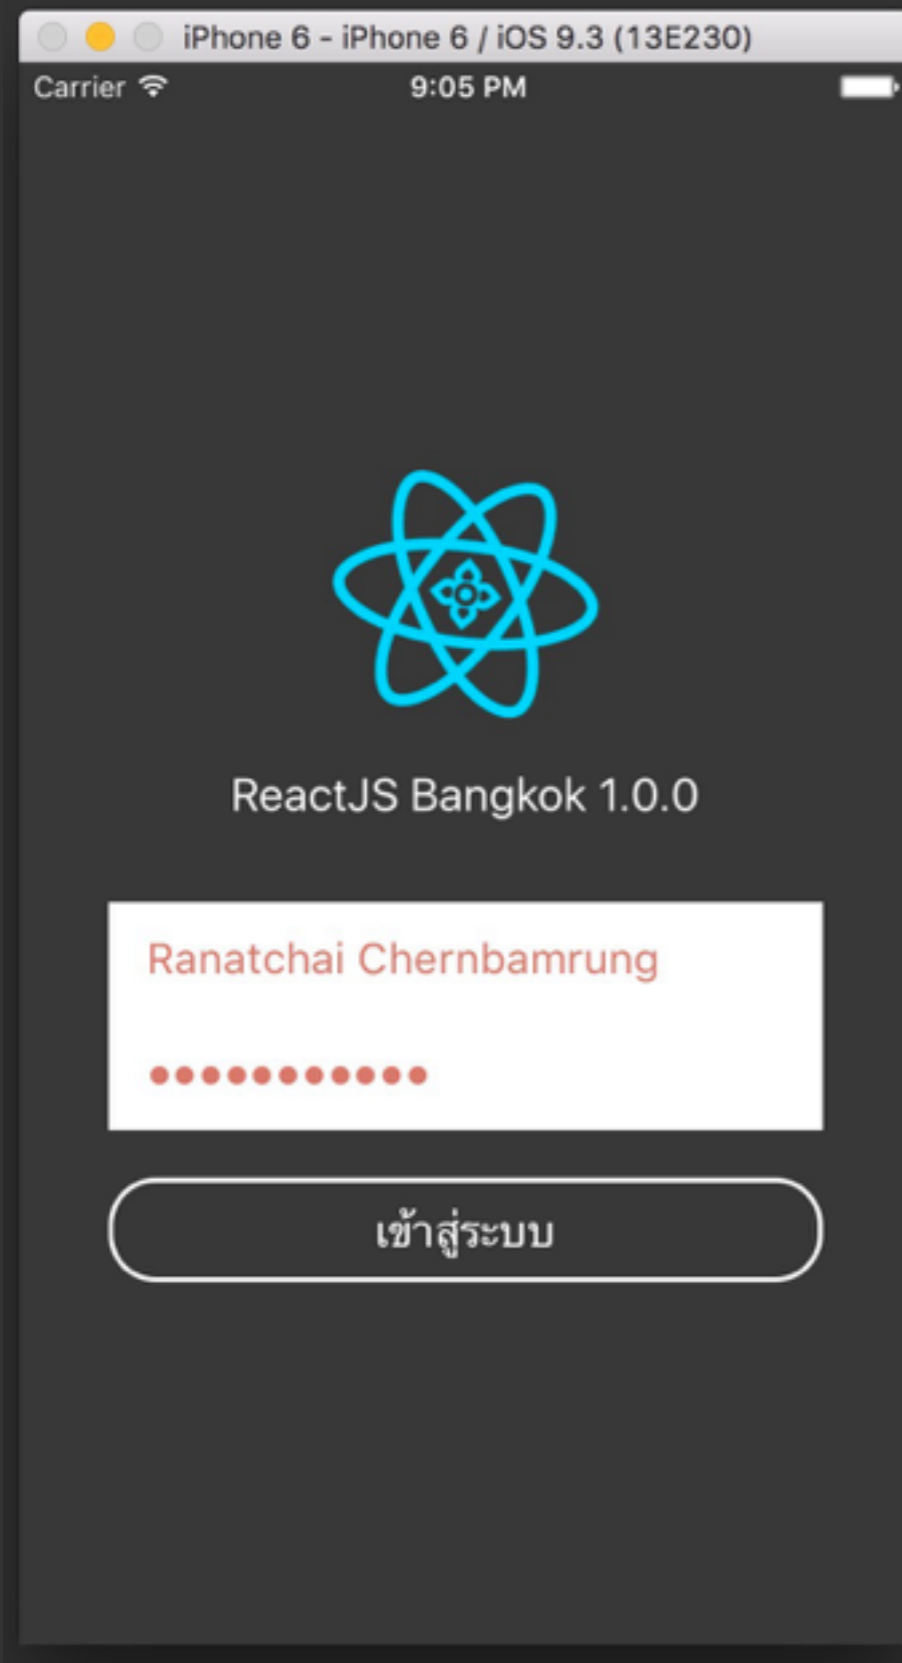 iPhone 6 - iPhone 6 / iOS 9.3 (13E230)
Carrier 9:05 PM
ReactJS Bangkok 1.0.0
Ranatchai Chernbamrung
●●●●●●●●●●●
เข้าสู่ระบบ